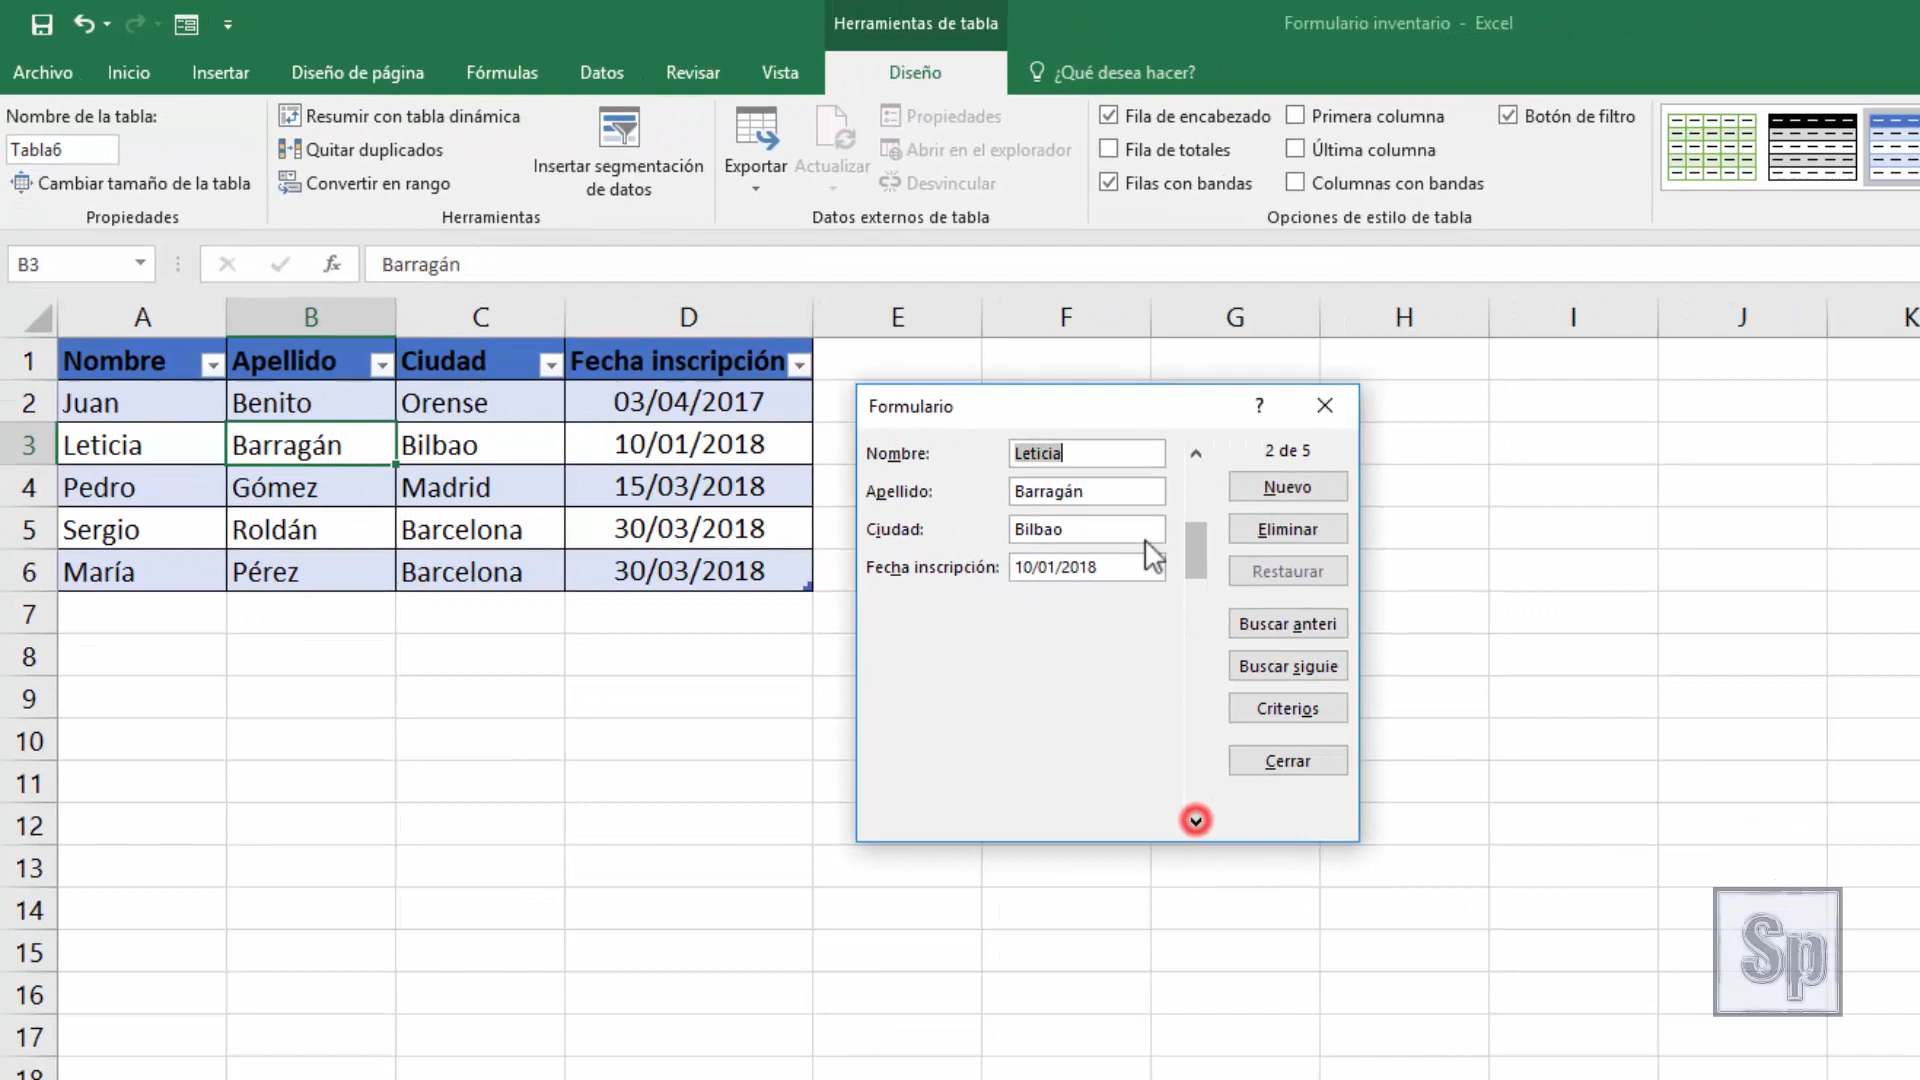 Herramientas de tabla
Formulario inventario - Excel
Archivo Inicio Insertar Diseño de página Fórmulas Datos Revisar Vista Diseño ¿Qué desea hacer?
Nombre de la tabla:
Tabla6
Cambiar tamaño de la tabla
Propiedades
Resumir con tabla dinámica
Quitar duplicados
Convertir en rango
Insertar segmentación
de datos
Herramientas
Exportar
Actualizar
Propiedades
Abrir en el explorador
Desvincular
Datos externos de tabla
Fila de encabezado
Fila de totales
Filas con bandas
Primera columna
Última columna
Columnas con bandas
Botón de filtro
Opciones de estilo de tabla
B3
fx
Barragán
A B C D E F G H I J K
1 Nombre Apellido Ciudad Fecha inscripción
2 Juan Benito Orense 03/04/2017
3 Leticia Barragán Bilbao 10/01/2018
4 Pedro Gómez Madrid 15/03/2018
5 Sergio Roldán Barcelona 30/03/2018
6 María Pérez Barcelona 30/03/2018
7
8
9
10
11
12
13
14
15
16
17
18
Formulario ?
Nombre: Leticia
Apellido: Barragán
Ciudad: Bilbao
Fecha inscripción: 10/01/2018
2 de 5
Nuevo
Eliminar
Restaurar
Buscar anteri
Buscar siguie
Criterios
Cerrar
Sp